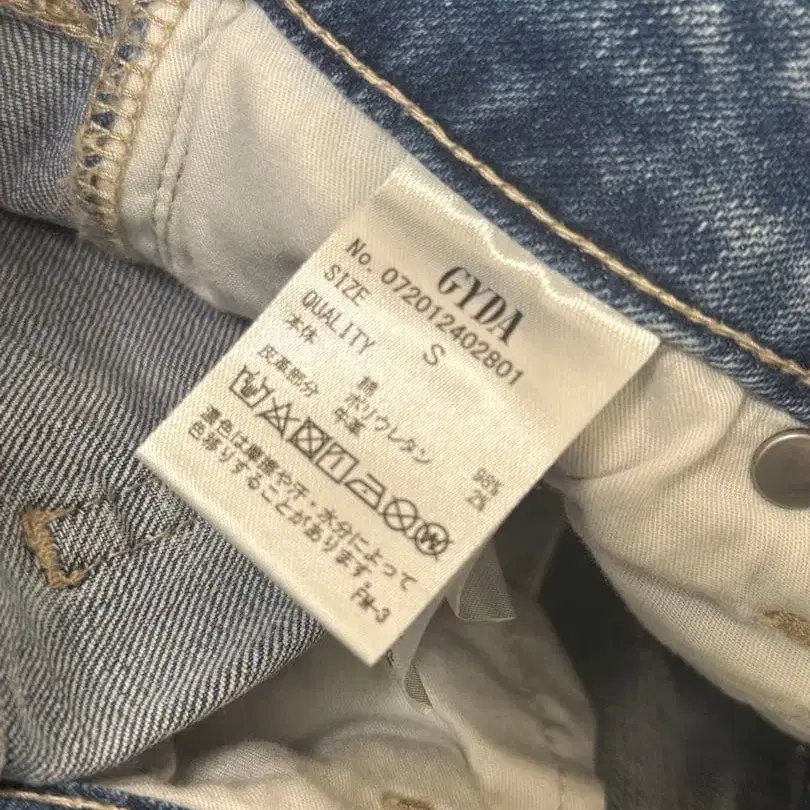 GYDA
No. 072012402801
SIZE S
QUALITY
本体 綿 98%
ポリウレタン 2%
皮革部分 牛革
濃色は摩擦や汗・水分によって
色移りすることがあります。
FM-3